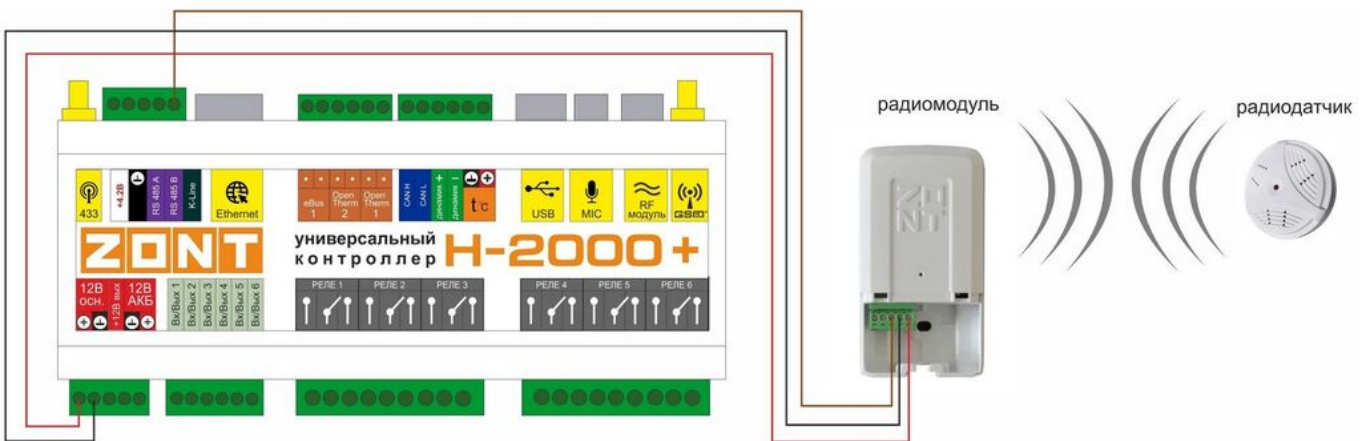 радиомодуль
радиодатчик
433
+4.2В
RS 485 A
RS 485 B
K-Line
Ethernet
eBus
1
Open
Therm
2
Open
Therm
1
CAN H
CAN L
динамик +
динамик –
t°c
USB
MIC
RF
модуль
GSM
ZONT
универсальный
контроллер
H-2000+
ZONT
12В
осн.
+12В вых
12В
АКБ
Вх/Вых 1
Вх/Вых 2
Вх/Вых 3
Вх/Вых 4
Вх/Вых 5
Вх/Вых 6
РЕЛЕ 1
РЕЛЕ 2
РЕЛЕ 3
РЕЛЕ 4
РЕЛЕ 5
РЕЛЕ 6